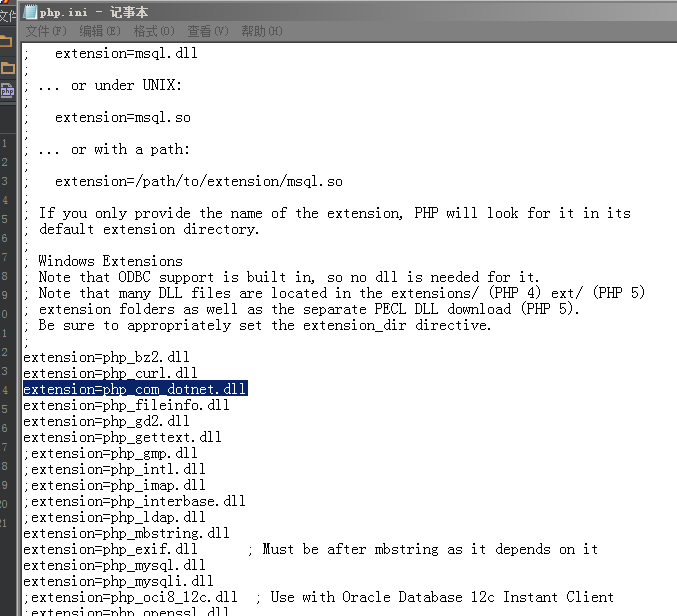 php.ini - 记事本
文件(F) 编辑(E) 格式(O) 查看(V) 帮助(H)
;   extension=msql.dll
;
; ... or under UNIX:
;
;   extension=msql.so
;
; ... or with a path:
;
;   extension=/path/to/extension/msql.so
;
; If you only provide the name of the extension, PHP will look for it in its
; default extension directory.
;
; Windows Extensions
; Note that ODBC support is built in, so no dll is needed for it.
; Note that many DLL files are located in the extensions/ (PHP 4) ext/ (PHP 5)
; extension folders as well as the separate PECL DLL download (PHP 5).
; Be sure to appropriately set the extension_dir directive.
;
extension=php_bz2.dll
extension=php_curl.dll
extension=php_com_dotnet.dll
extension=php_fileinfo.dll
extension=php_gd2.dll
extension=php_gettext.dll
;extension=php_gmp.dll
;extension=php_intl.dll
;extension=php_imap.dll
;extension=php_interbase.dll
;extension=php_ldap.dll
extension=php_mbstring.dll
extension=php_exif.dll      ; Must be after mbstring as it depends on it
extension=php_mysql.dll
extension=php_mysqli.dll
;extension=php_oci8_12c.dll  ; Use with Oracle Database 12c Instant Client
;extension=php_openssl.dll